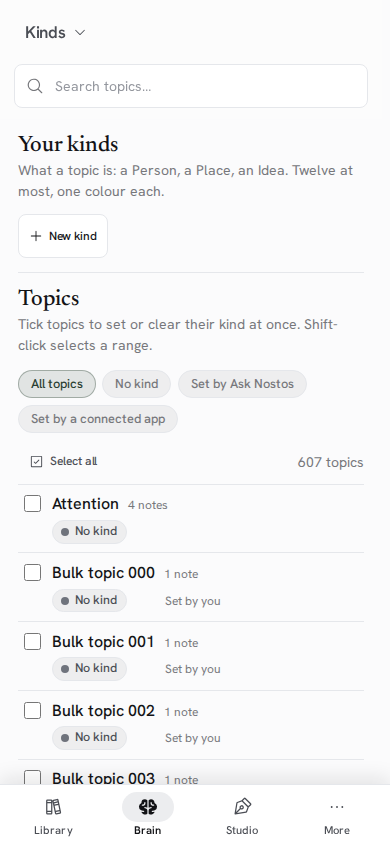 Kinds
Search topics...
Your kinds
What a topic is: a Person, a Place, an Idea. Twelve at
most, one colour each.
New kind
Topics
Tick topics to set or clear their kind at once. Shift-
click selects a range.
All topics
No kind
Set by Ask Nostos
Set by a connected app
Select all
607 topics
Attention 4 notes
No kind
Bulk topic 000 1 note
No kind Set by you
Bulk topic 001 1 note
No kind Set by you
Bulk topic 002 1 note
No kind Set by you
Bulk topic 003 1 note
Library
Brain
Studio
More